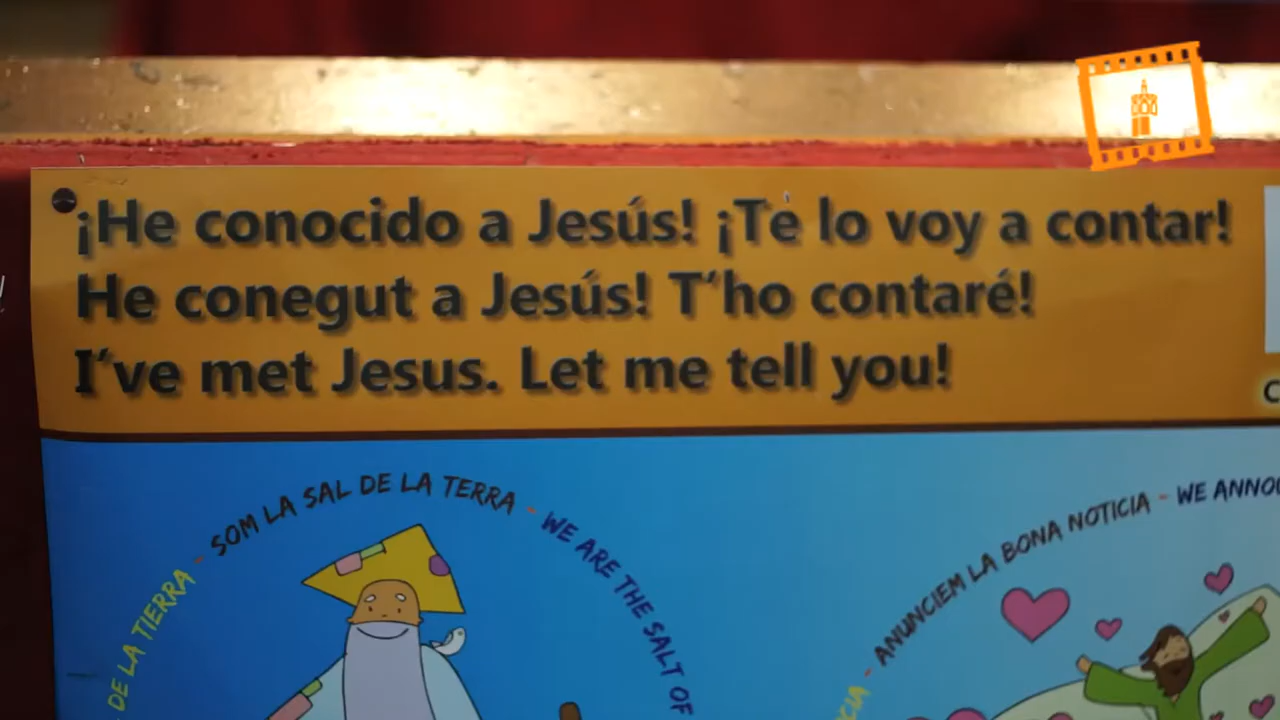 ¡He conocido a Jesús! ¡Te lo voy a contar!
He conegut a Jesús! T´ho contaré!
I´ve met Jesus. Let me tell you!
DE LA TIERRA - SOM LA SAL DE LA TERRA - WE ARE THE SALT OF
- ANUNCIEM LA BONA NOTICIA - WE